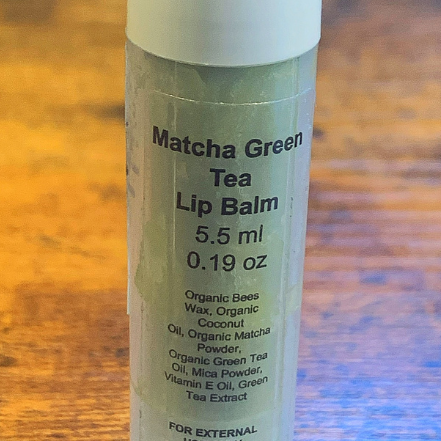 Matcha Green
Tea
Lip Balm
5.5 ml
0.19 oz
Organic Bees
Wax, Organic
Coconut
Oil, Organic Matcha
Powder,
Organic Green Tea
Oil, Mica Powder,
Vitamin E Oil, Green
Tea Extract
FOR EXTERNAL